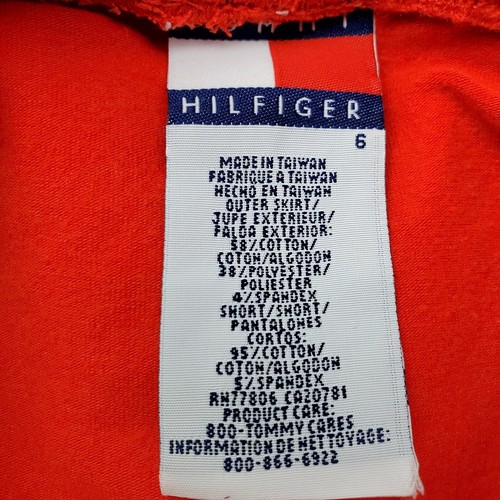 HILFIGER
6
MADE IN TAIWAN
FABRIQUE A TAIWAN
HECHO EN TAIWAN
OUTER SKIRT/
JUPE EXTERIEUR/
FALDA EXTERIOR:
58%COTTON/
COTON/ALGODON
38%POLYESTER/
POLIESTER
4%SPANDEX
SHORT/SHORT/
PANTALONES
CORTOS:
95%COTTON/
COTON/ALGODON
5%SPANDEX
RN77806 CA20781
PRODUCT CARE:
800-TOMMY CARES
INFORMATION DE NETTOYAGE:
800-866-6922